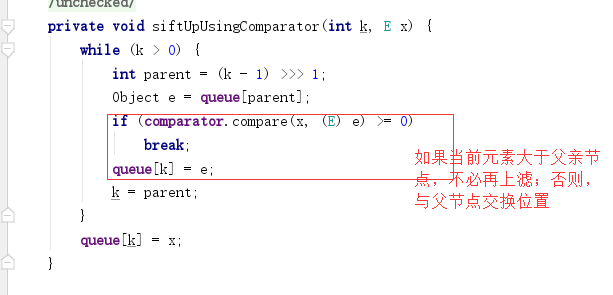 /unchecked/
private void siftUpUsingComparator(int k, E x) {
while (k > 0) {
int parent = (k - 1) >>> 1;
Object e = queue[parent];
if (comparator.compare(x, (E) e) >= 0)
break;
queue[k] = e;
k = parent;
}
queue[k] = x;
}
如果当前元素大于父亲节
点，不必再上滤；否则，
与父节点交换位置